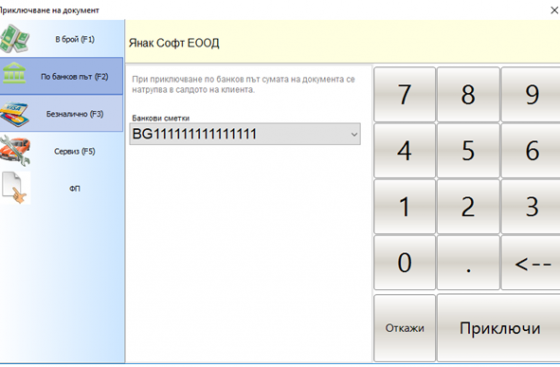 Приключване на документ
В брой (F1)
По банков път (F2)
Безналично (F3)
Сервиз (F5)
ФП
Янак Софт ЕООД
При приключване по банков път сумата на документа се
натрупва в салдото на клиента.
Банкови сметки
BG111111111111111
7 8 9
4 5 6
1 2 3
0 . <--
Откажи Приключи